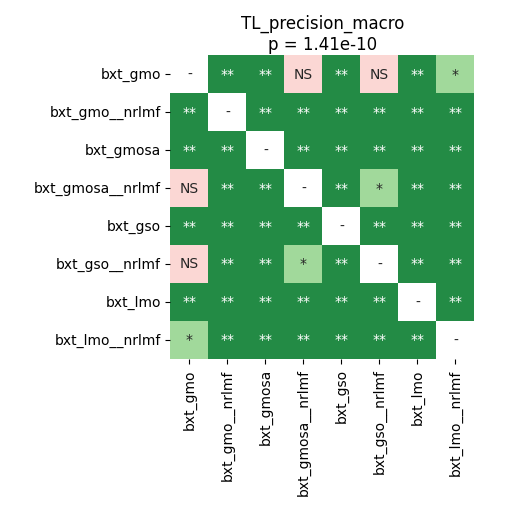 TL_precision_macro
p = 1.41e-10
bxt_gmo - ** ** NS ** NS ** *
bxt_gmo__nrlmf ** - ** ** ** ** ** **
bxt_gmosa ** ** - ** ** ** ** **
bxt_gmosa__nrlmf NS ** ** - ** * ** **
bxt_gso ** ** ** ** - ** ** **
bxt_gso__nrlmf NS ** ** * ** - ** **
bxt_lmo ** ** ** ** ** ** - **
bxt_lmo__nrlmf * ** ** ** ** ** ** -
bxt_gmo
bxt_gmo__nrlmf
bxt_gmosa
bxt_gmosa__nrlmf
bxt_gso
bxt_gso__nrlmf
bxt_lmo
bxt_lmo__nrlmf